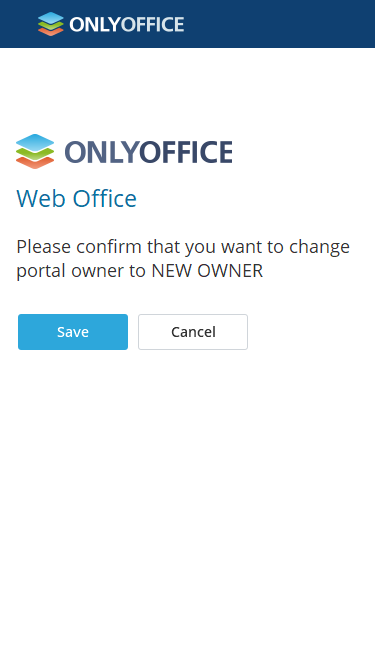 ONLYOFFICE
ONLYOFFICE
Web Office
Please confirm that you want to change
portal owner to NEW OWNER
Save
Cancel